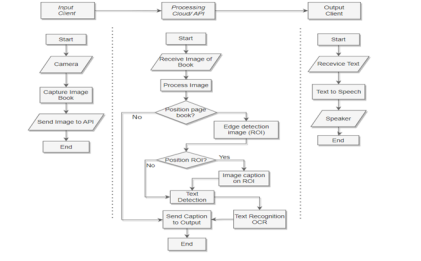 Input
Client
Processing
Cloud/ API
Output
Client
Start
Camera
Capture Image
Book
Send Image to API
End
Start
Receive Image of
Book
Process Image
Position page
book?
No
Edge detection
image (ROI)
Position ROI?
Yes
No
Image caption
on ROI
Text
Detection
Send Caption
to Output
Text Recognition
OCR
End
Start
Recevice Text
Text to Speech
Speaker
End